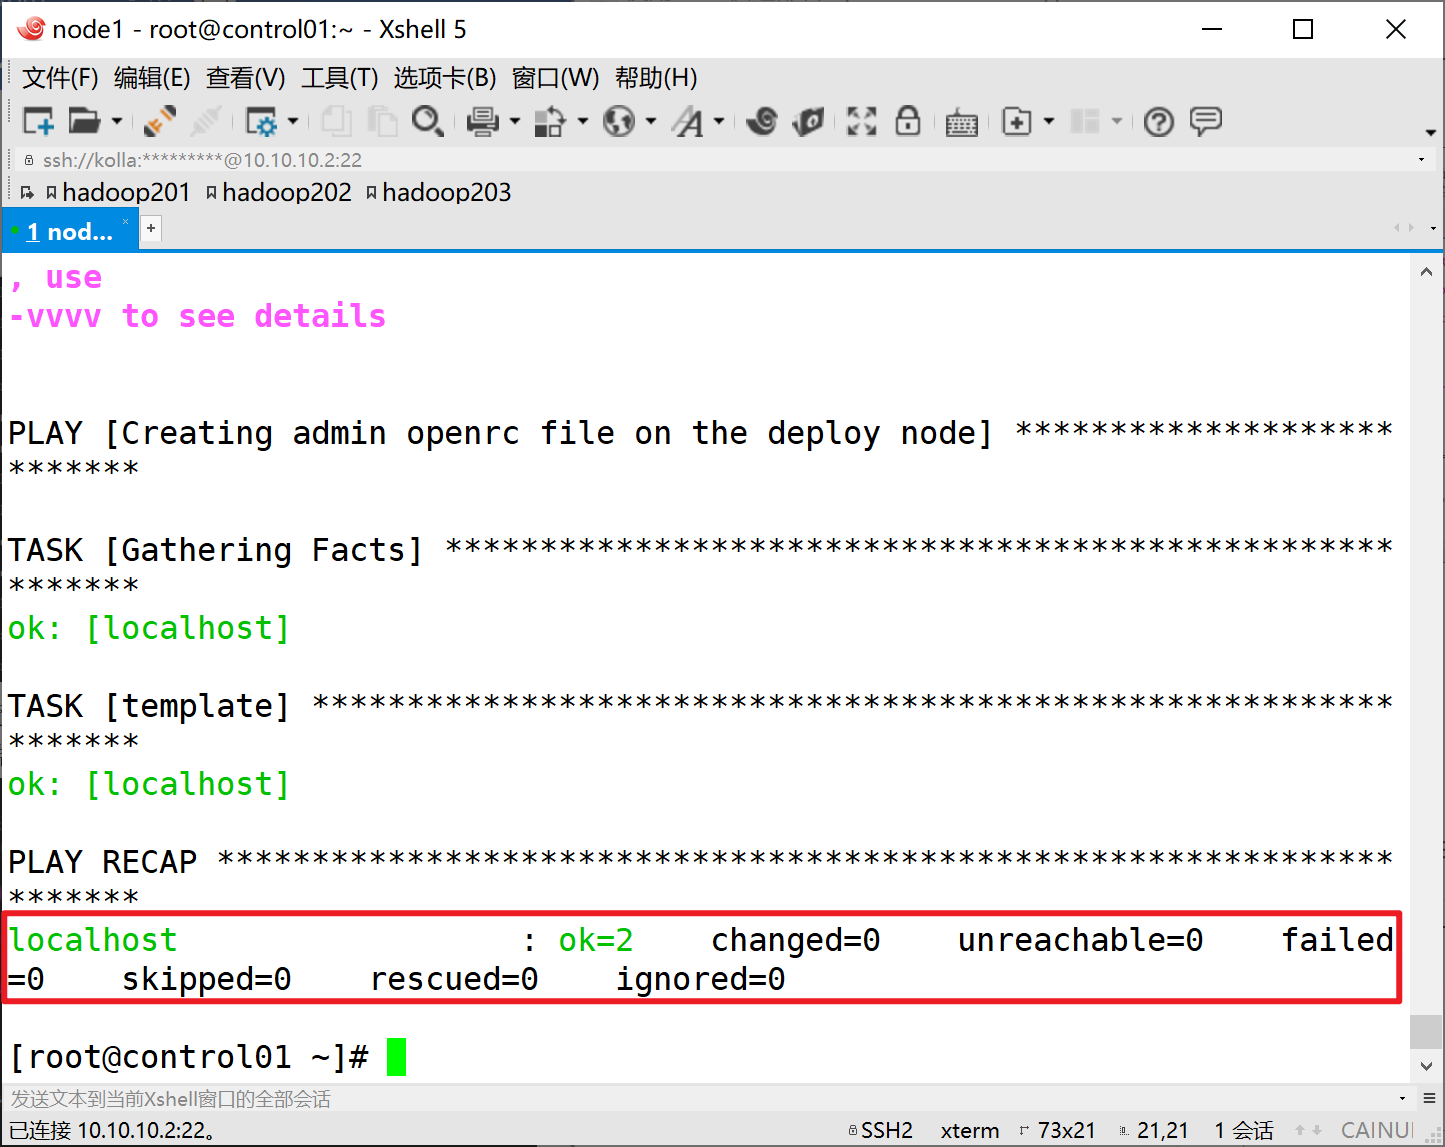 node1 - root@control01:~ - Xshell 5
文件(F) 编辑(E) 查看(V) 工具(T) 选项卡(B) 窗口(W) 帮助(H)
ssh://kolla:*********@10.10.10.2:22
hadoop201 hadoop202 hadoop203
1 nod... × +
, use
-vvvv to see details
PLAY [Creating admin openrc file on the deploy node] ********************
*******
TASK [Gathering Facts] **************************************************
*******
ok: [localhost]
TASK [template] *********************************************************
*******
ok: [localhost]
PLAY RECAP **************************************************************
*******
localhost : ok=2 changed=0 unreachable=0 failed
=0 skipped=0 rescued=0 ignored=0
[root@control01 ~]#
发送文本到当前Xshell窗口的全部会话
已连接 10.10.10.2:22。 SSH2 xterm 73x21 21,21 1 会话